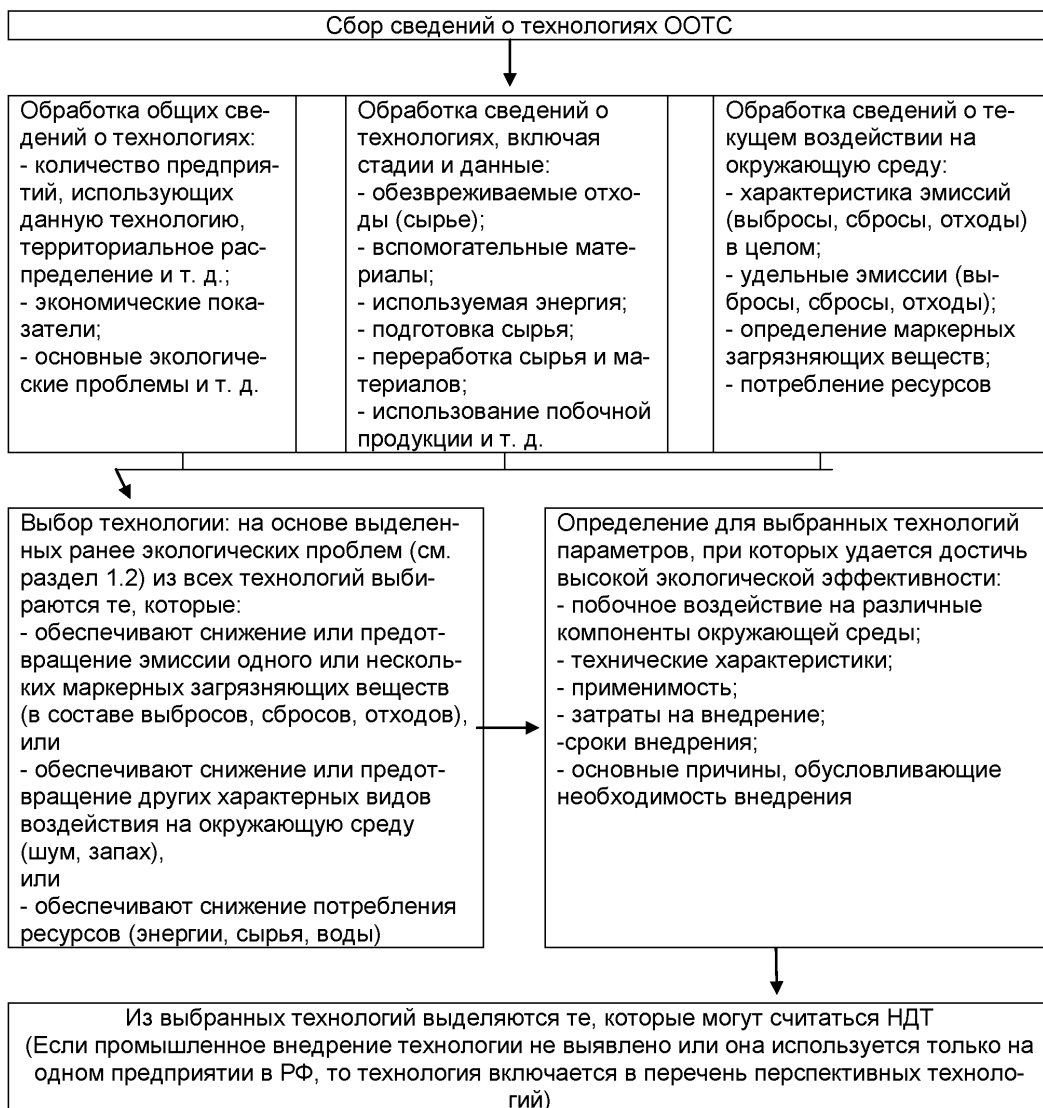 Сбор сведений о технологиях ООТС
Обработка общих све-
дений о технологиях:
- количество предприя-
тий, использующих
данную технологию,
территориальное рас-
пределение и т. д.;
- экономические пока-
затели;
- основные экологиче-
ские проблемы и т. д.
Обработка сведений о
технологиях, включая
стадии и данные:
- обезвреживаемые отхо-
ды (сырье);
- вспомогательные мате-
риалы;
- используемая энергия;
- подготовка сырья;
- переработка сырья и ма-
териалов;
- использование побочной
продукции и т. д.
Обработка сведений о те-
кущем воздействии на
окружающую среду:
- характеристика эмиссий
(выбросы, сбросы, отходы)
в целом;
- удельные эмиссии (вы-
бросы, сбросы, отходы);
- определение маркерных
загрязняющих веществ;
- потребление ресурсов
Выбор технологии: на основе выделен-
ных ранее экологических проблем (см.
раздел 1.2) из всех технологий выби-
раются те, которые:
- обеспечивают снижение или предот-
вращение эмиссии одного или несколь-
ких маркерных загрязняющих веществ
(в составе выбросов, сбросов, отходов),
или
- обеспечивают снижение или предот-
вращение других характерных видов
воздействия на окружающую среду
(шум, запах),
или
- обеспечивают снижение потребления
ресурсов (энергии, сырья, воды)
Определение для выбранных технологий
параметров, при которых удается достичь
высокой экологической эффективности:
- побочное воздействие на различные
компоненты окружающей среды;
- технические характеристики;
- применимость;
- затраты на внедрение;
-сроки внедрения;
- основные причины, обусловливающие
необходимость внедрения
Из выбранных технологий выделяются те, которые могут считаться НДТ
(Если промышленное внедрение технологии не выявлено или она используется только на
одном предприятии в РФ, то технология включается в перечень перспективных техноло-
гий)